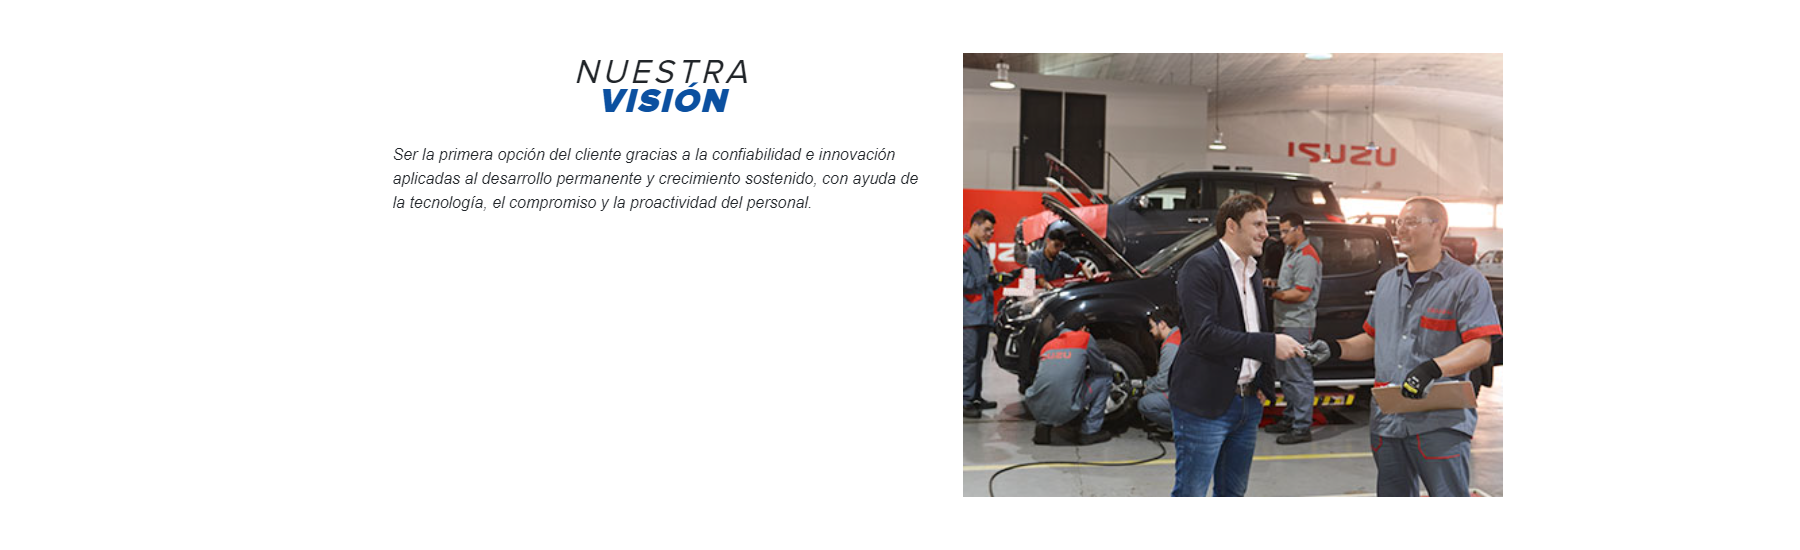 NUESTRA
VISIÓN
Ser la primera opción del cliente gracias a la confiabilidad e innovación
aplicadas al desarrollo permanente y crecimiento sostenido, con ayuda de
la tecnología, el compromiso y la proactividad del personal.
ISUZU